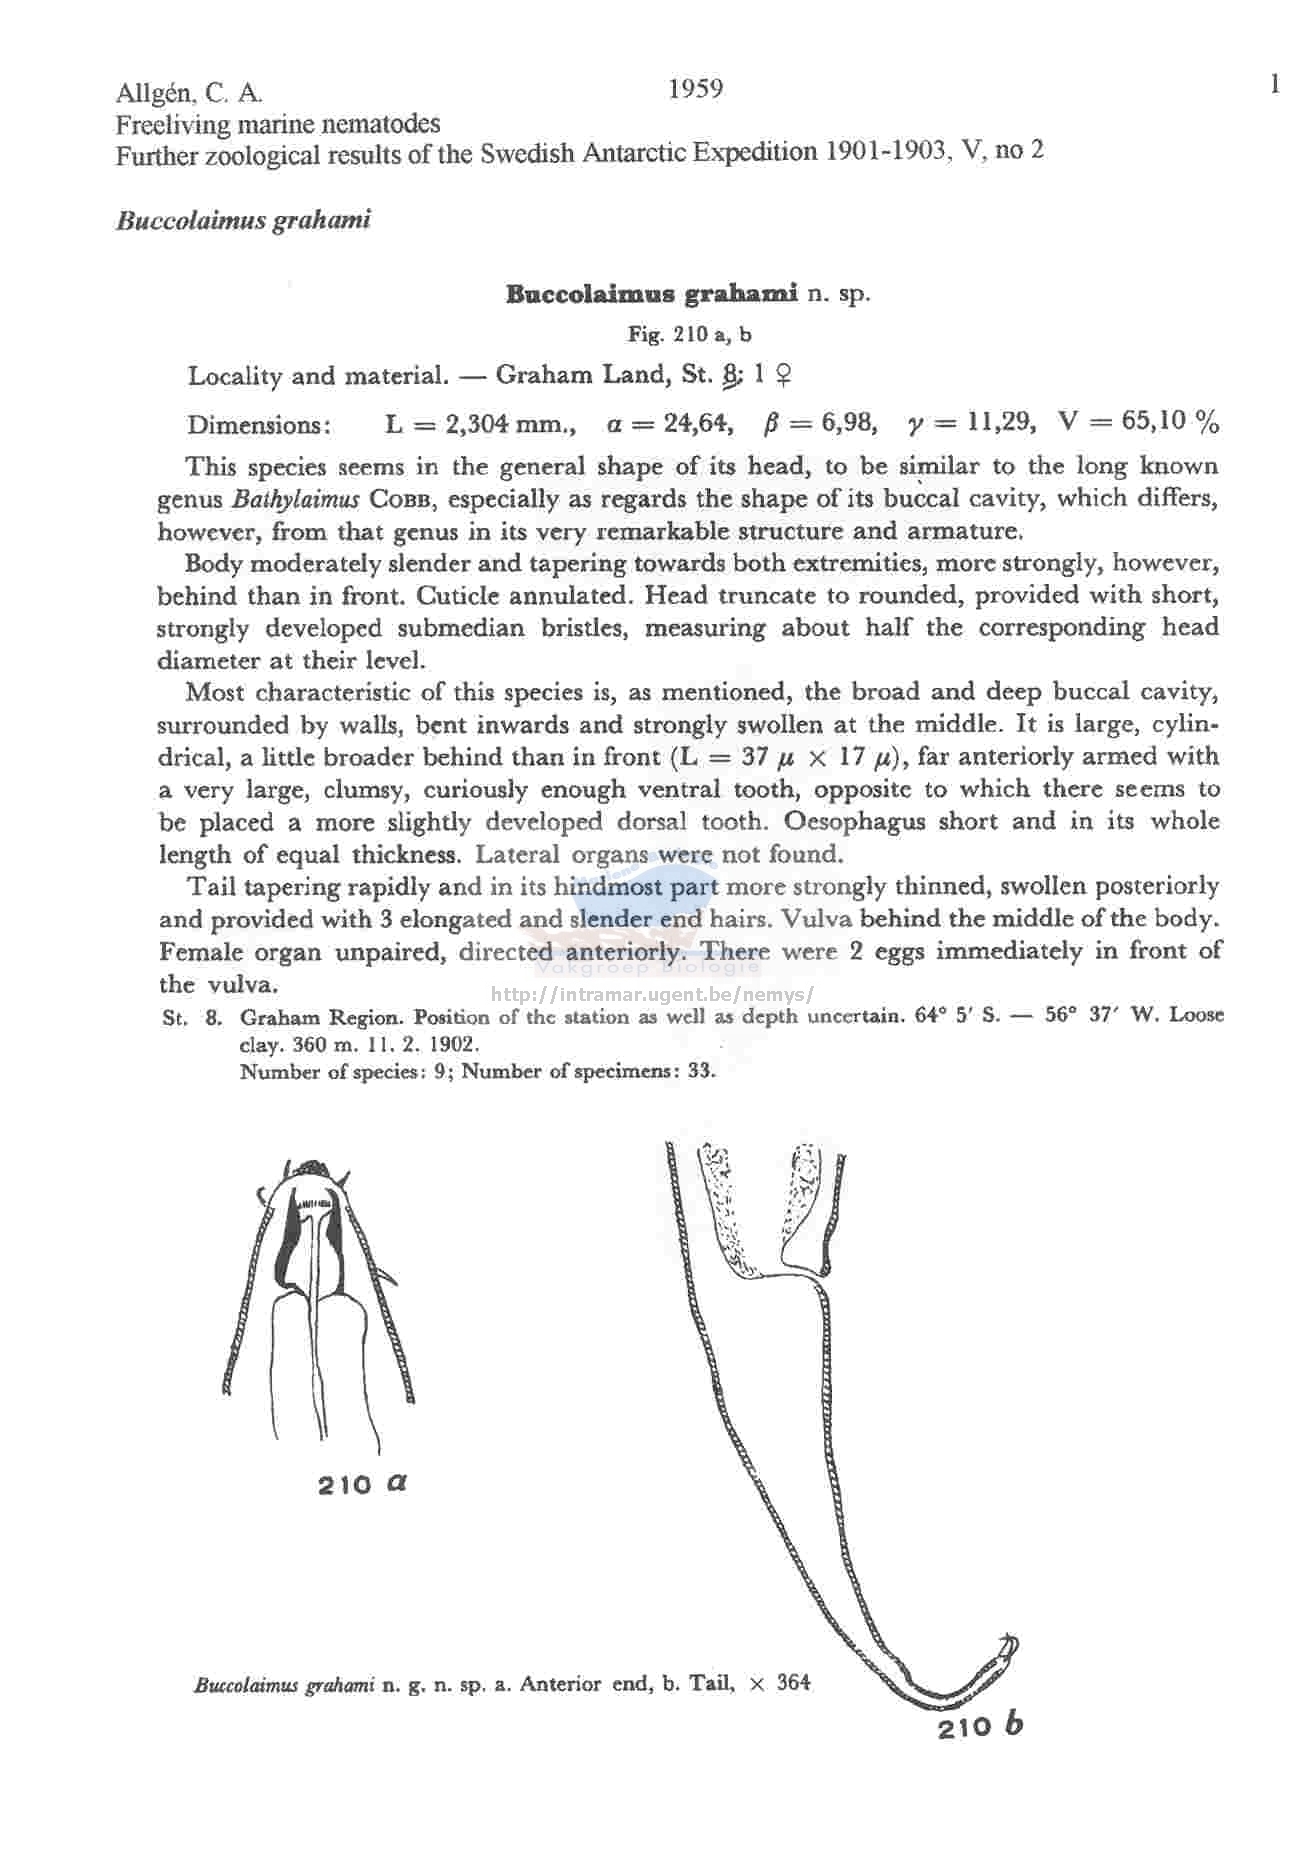 Allgén, C. A. 1959 1
Freeliving marine nematodes
Further zoological results of the Swedish Antarctic Expedition 1901-1903, V, no 2
Buccolaimus grahami
Buccolaimus grahami n. sp.
Fig. 210 a, b
Locality and material. — Graham Land, St. 8; 1 ♀
Dimensions: L = 2,304 mm., α = 24,64, β = 6,98, γ = 11,29, V = 65,10 %
This species seems in the general shape of its head, to be similar to the long known
genus Bathylaimus COBB, especially as regards the shape of its buccal cavity, which differs,
however, from that genus in its very remarkable structure and armature.
Body moderately slender and tapering towards both extremities, more strongly, however,
behind than in front. Cuticle annulated. Head truncate to rounded, provided with short,
strongly developed submedian bristles, measuring about half the corresponding head
diameter at their level.
Most characteristic of this species is, as mentioned, the broad and deep buccal cavity,
surrounded by walls, bent inwards and strongly swollen at the middle. It is large, cylin-
drical, a little broader behind than in front (L = 37 μ × 17 μ), far anteriorly armed with
a very large, clumsy, curiously enough ventral tooth, opposite to which there seems to
be placed a more slightly developed dorsal tooth. Oesophagus short and in its whole
length of equal thickness. Lateral organs were not found.
Tail tapering rapidly and in its hindmost part more strongly thinned, swollen posteriorly
and provided with 3 elongated and slender end hairs. Vulva behind the middle of the body.
Female organ unpaired, directed anteriorly. There were 2 eggs immediately in front of
Vakgroep Biologie
the vulva.
http://intramar.ugent.be/nemys/
St. 8. Graham Region. Position of the station as well as depth uncertain. 64° 5′ S. — 56° 37′ W. Loose
clay. 360 m. 11. 2. 1902.
Number of species: 9; Number of specimens: 33.
210 a
Buccolaimus grahami n. g. n. sp. a. Anterior end, b. Tail, × 364
210 b